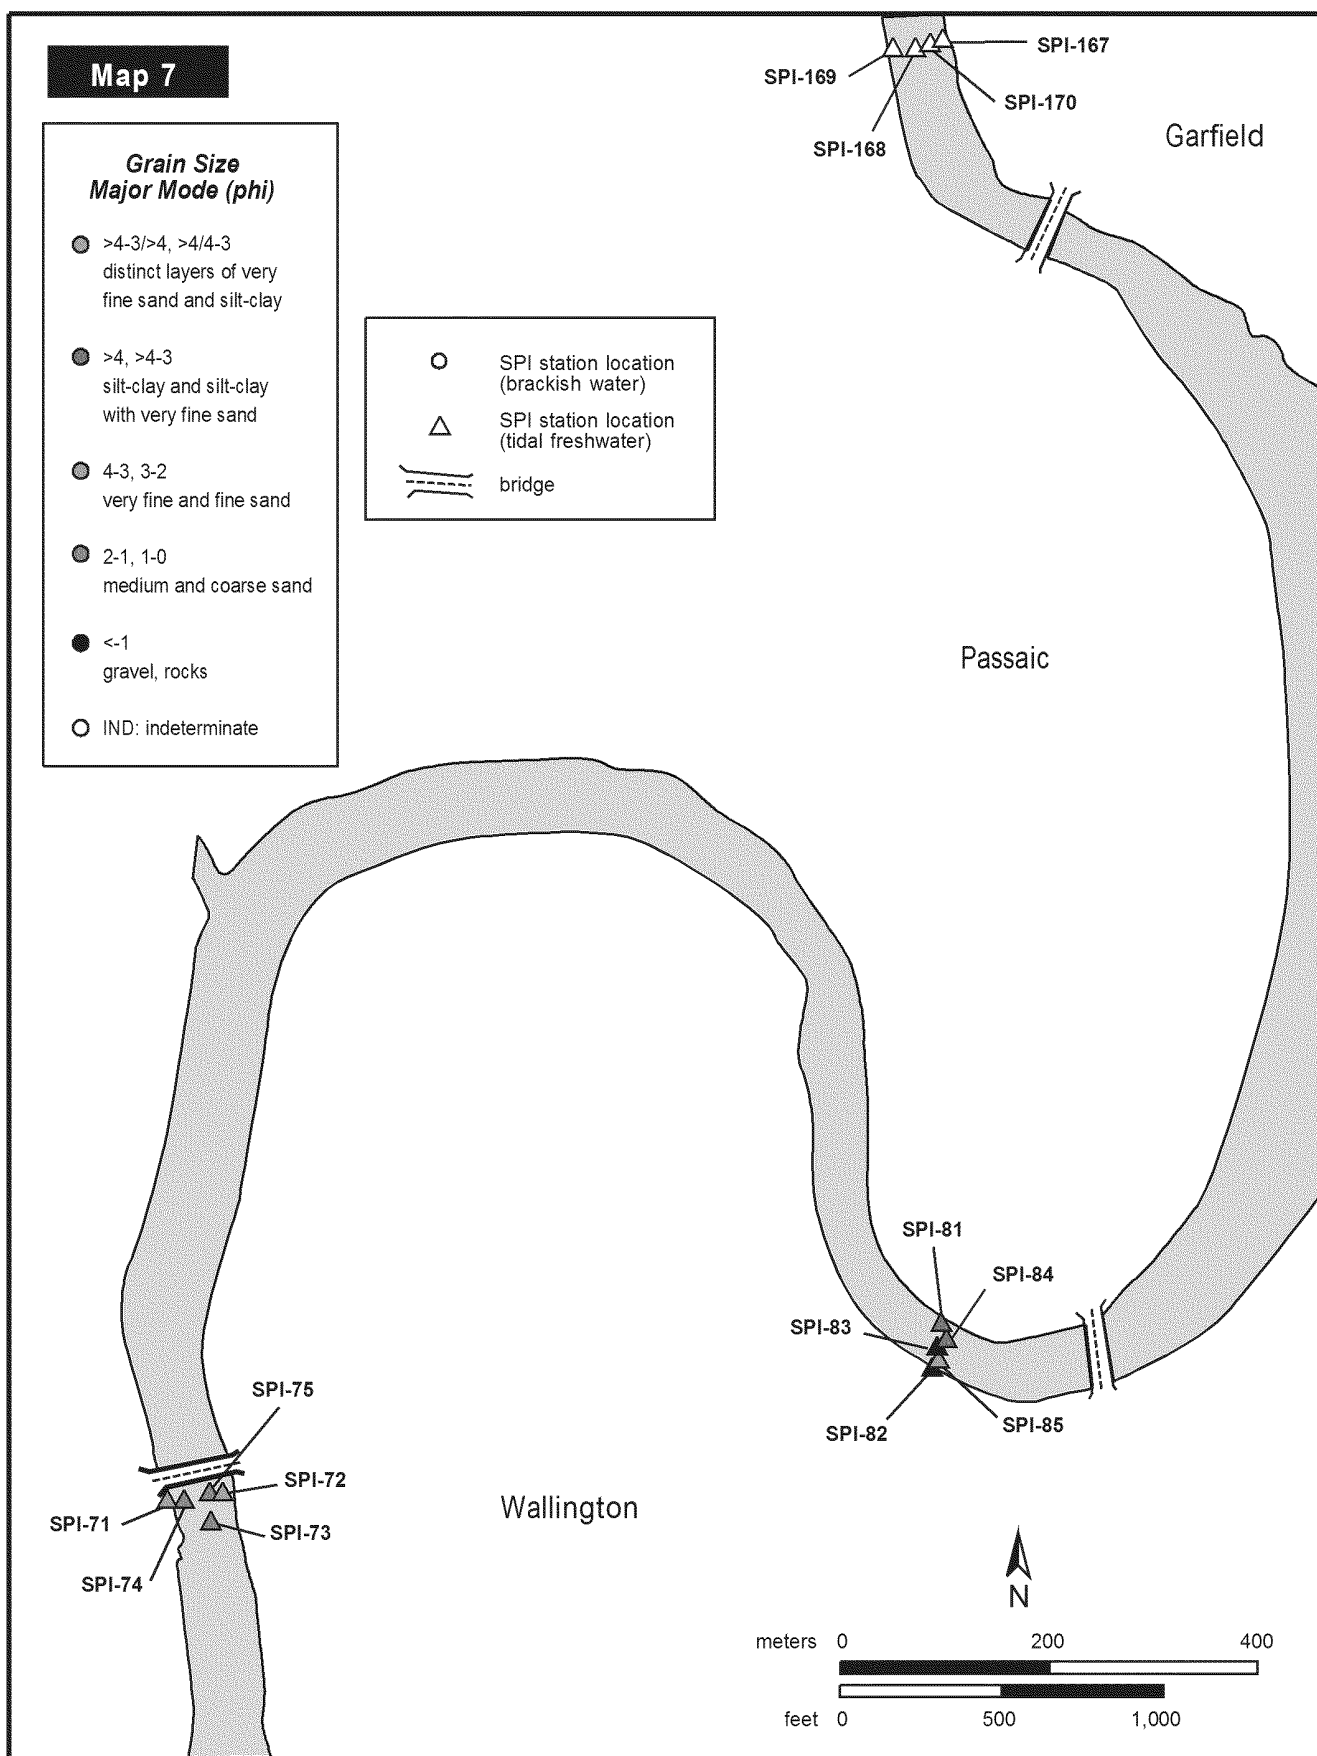 Map 7
Grain Size
Major Mode (phi)
>4-3/>4, >4/4-3
distinct layers of very
fine sand and silt-clay
>4, >4-3
silt-clay and silt-clay
with very fine sand
4-3, 3-2
very fine and fine sand
2-1, 1-0
medium and coarse sand
<-1
gravel, rocks
IND: indeterminate
SPI station location
(brackish water)
SPI station location
(tidal freshwater)
bridge
SPI-167
SPI-169
SPI-170
SPI-168
Garfield
Passaic
SPI-81
SPI-84
SPI-83
SPI-85
SPI-82
SPI-75
SPI-72
SPI-71
SPI-73
SPI-74
Wallington
N
meters 0 200 400
feet 0 500 1,000